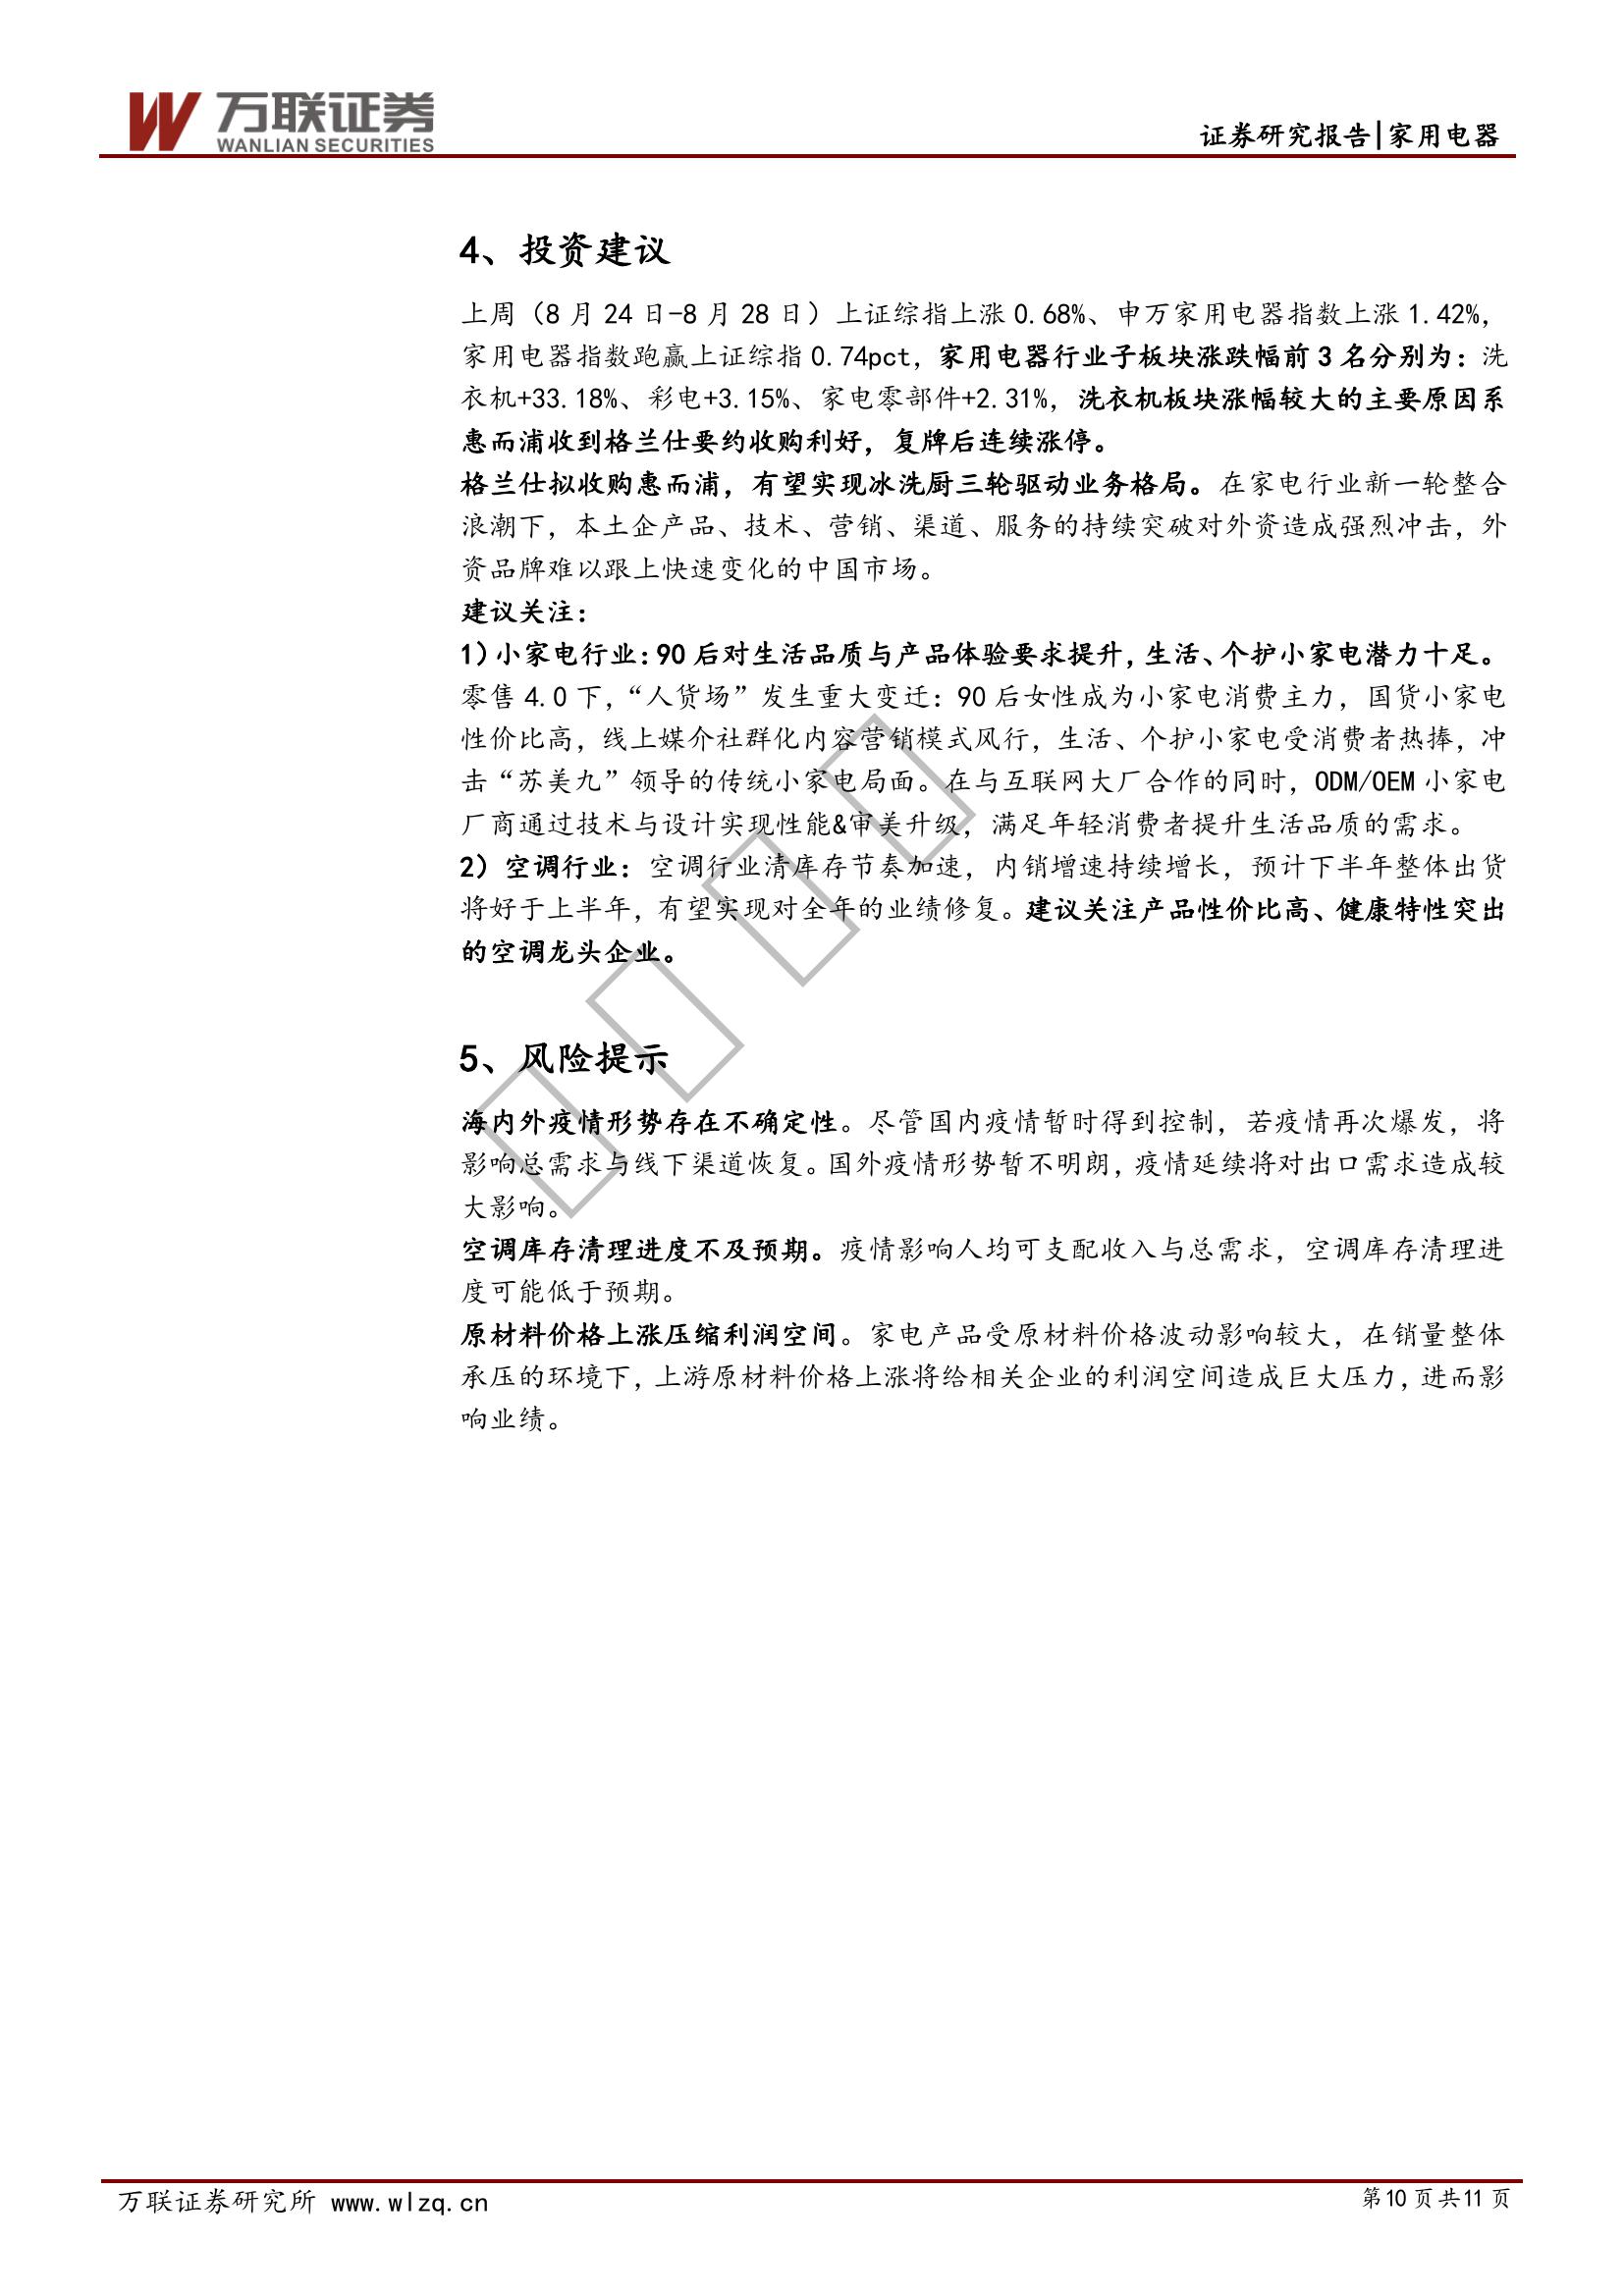 万联证券
WANLIAN SECURITIES
证券研究报告|家用电器
4、投资建议
上周（8 月 24 日-8 月 28 日）上证综指上涨 0.68%、申万家用电器指数上涨 1.42%，
家用电器指数跑赢上证综指 0.74pct，家用电器行业子板块涨跌幅前 3 名分别为：洗
衣机+33.18%、彩电+3.15%、家电零部件+2.31%，洗衣机板块涨幅较大的主要原因系
惠而浦收到格兰仕要约收购利好，复牌后连续涨停。
格兰仕拟收购惠而浦，有望实现冰洗厨三轮驱动业务格局。在家电行业新一轮整合
浪潮下，本土企产品、技术、营销、渠道、服务的持续突破对外资造成强烈冲击，外
资品牌难以跟上快速变化的中国市场。
建议关注：
1）小家电行业：90 后对生活品质与产品体验要求提升，生活、个护小家电潜力十足。
零售 4.0 下，“人货场”发生重大变迁：90 后女性成为小家电消费主力，国货小家电
性价比高，线上媒介社群化内容营销模式风行，生活、个护小家电受消费者热捧，冲
击“苏美九”领导的传统小家电局面。在与互联网大厂合作的同时，ODM/OEM 小家电
厂商通过技术与设计实现性能&审美升级，满足年轻消费者提升生活品质的需求。
2）空调行业：空调行业清库存节奏加速，内销增速持续增长，预计下半年整体出货
将好于上半年，有望实现对全年的业绩修复。建议关注产品性价比高、健康特性突出
的空调龙头企业。
5、风险提示
海内外疫情形势存在不确定性。尽管国内疫情暂时得到控制，若疫情再次爆发，将
影响总需求与线下渠道恢复。国外疫情形势暂不明朗，疫情延续将对出口需求造成较
大影响。
空调库存清理进度不及预期。疫情影响人均可支配收入与总需求，空调库存清理进
度可能低于预期。
原材料价格上涨压缩利润空间。家电产品受原材料价格波动影响较大，在销量整体
承压的环境下，上游原材料价格上涨将给相关企业的利润空间造成巨大压力，进而影
响业绩。
万联证券研究所 www.wlzq.cn
第 10 页 共 11 页